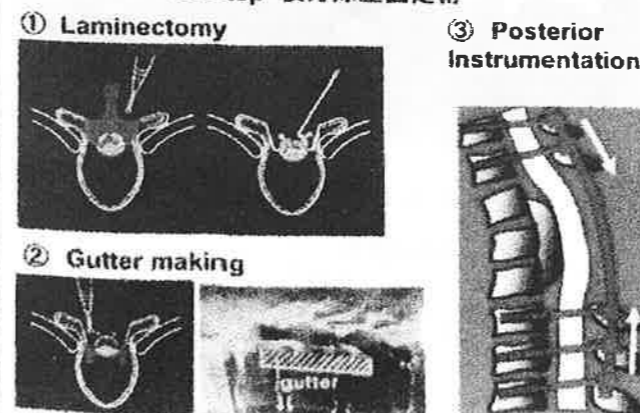 ① Laminectomy
② Gutter making
gutter
③ Posterior
Instrumentation